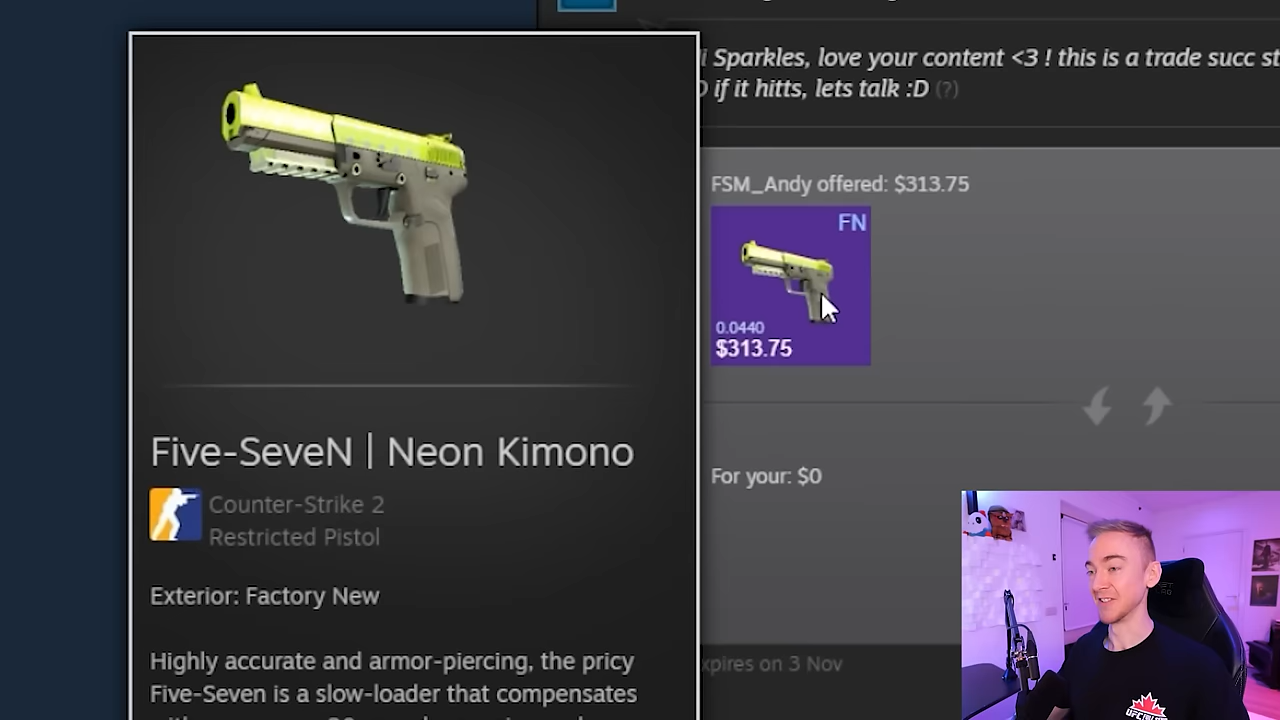 Sparkles, love your content <3 ! this is a trade succ
if it hitts, lets talk :D (?)
FSM_Andy offered: $313.75
FN
0.0440
$313.75
Five-SeveN | Neon Kimono
Counter-Strike 2
Restricted Pistol
For your: $0
Exterior: Factory New
Highly accurate and armor-piercing, the pricy
Five-Seven is a slow-loader that compensates
xpires on 3 Nov